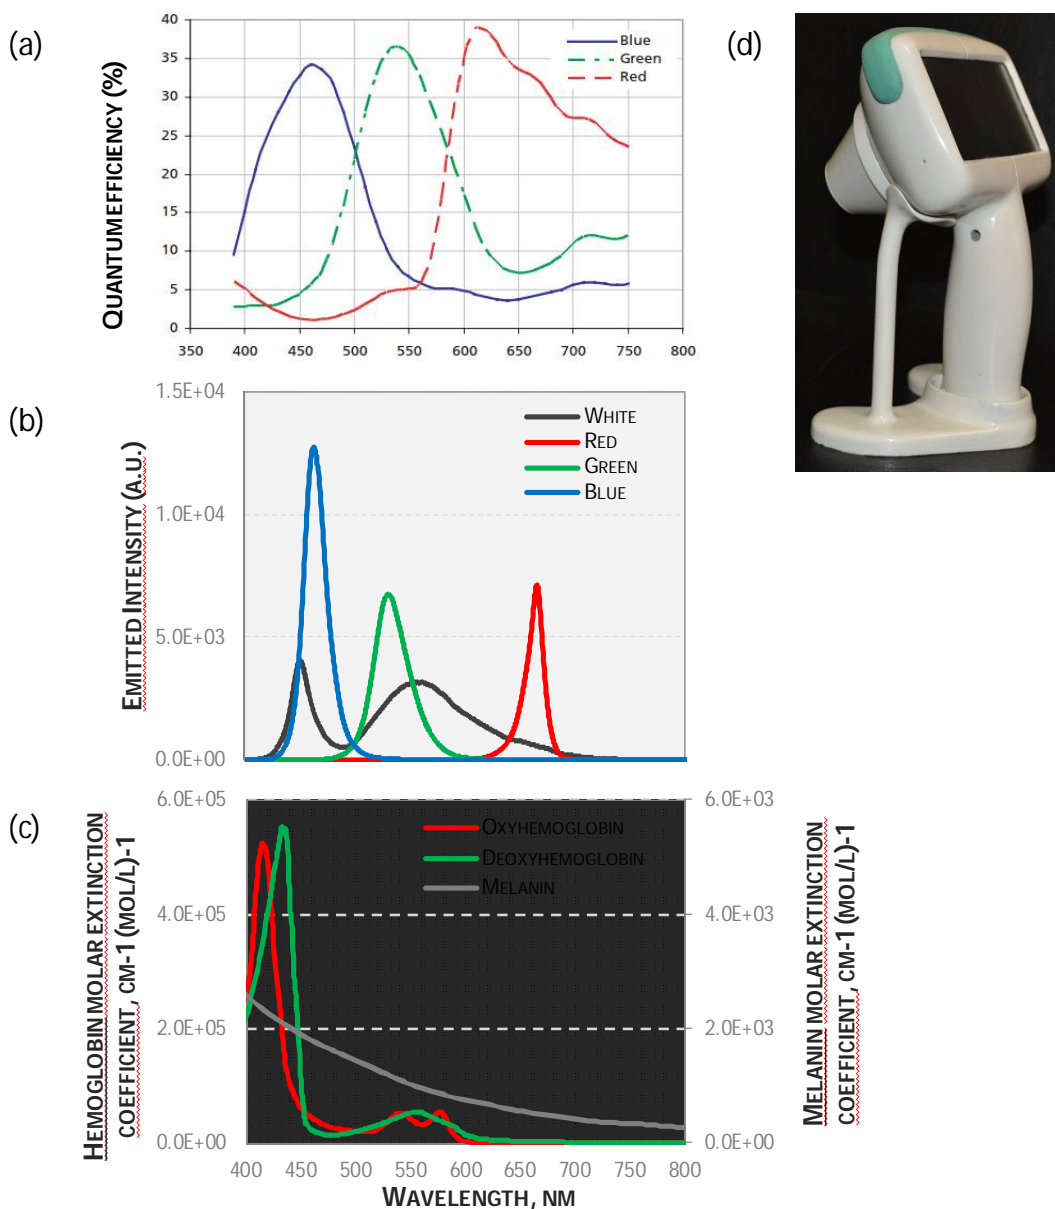 (a)
40
35
30
25
20
15
10
5
0
QUANTUM EFFICIENCY (%)
Blue
Green
Red
350 400 450 500 550 600 650 700 750 800
(d)
(b)
1.5E+04
1.0E+04
5.0E+03
0.0E+00
EMITTED INTENSITY (A.U.)
WHITE
RED
GREEN
BLUE
(c)
6.0E+05
4.0E+05
2.0E+05
0.0E+00
HEMOGLOBIN MOLAR EXTINCTION
COEFFICIENT, CM-1 (MOL/L)-1
OXYHEMOGLOBIN
DEOXYHEMOGLOBIN
MELANIN
6.0E+03
4.0E+03
2.0E+03
0.0E+00
MELANIN MOLAR EXTINCTION
COEFFICIENT, CM-1 (MOL/L)-1
400 450 500 550 600 650 700 750 800
WAVELENGTH, NM